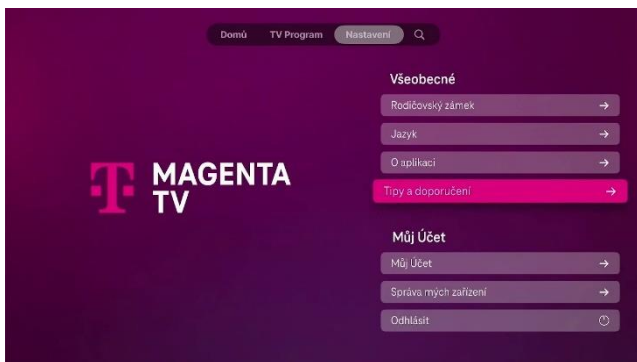 Domů TV Program Nastavení
Všeobecné
Rodičovský zámek
Jazyk
O aplikaci
Tipy a doporučení
MAGENTA
TV
Můj Účet
Můj Účet
Správa mých zařízení
Odhlásit